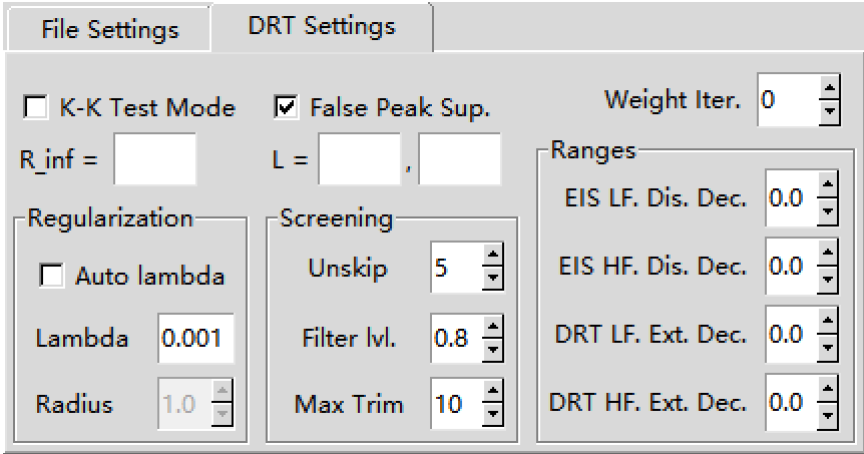 File Settings
DRT Settings
K-K Test Mode
False Peak Sup.
Weight Iter. 0
R_inf =
L = ,
Regularization
Auto lambda
Lambda 0.001
Radius 1.0
Screening
Unskip 5
Filter lvl. 0.8
Max Trim 10
Ranges
EIS LF. Dis. Dec. 0.0
EIS HF. Dis. Dec. 0.0
DRT LF. Ext. Dec. 0.0
DRT HF. Ext. Dec. 0.0